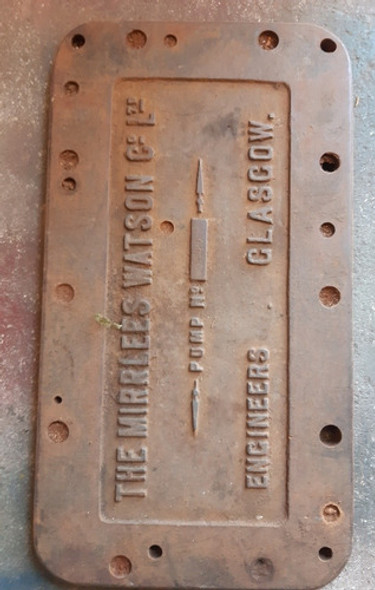 THE MIRRLEES WATSON Co. LTD
PUMP No.
ENGINEERS. GLASGOW.